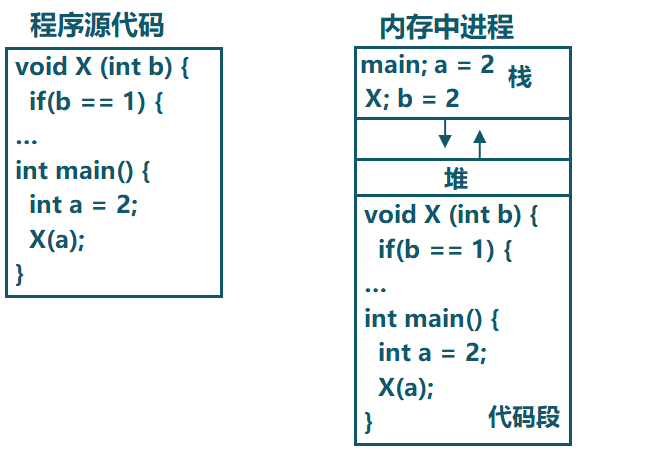 程序源代码
void X (int b) {
if(b == 1) {
...
int main() {
int a = 2;
X(a);
}
内存中进程
main; a = 2
栈
X; b = 2
堆
void X (int b) {
if(b == 1) {
...
int main() {
int a = 2;
X(a);
}
代码段